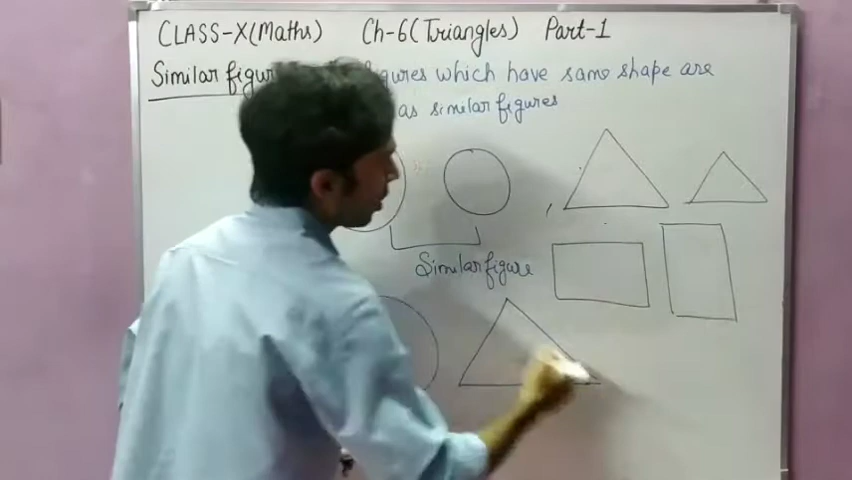 CLASS-X(Maths) Ch-6(Triangles) Part-1
Similar figures which have same shape are
as similar figures
Similar figure